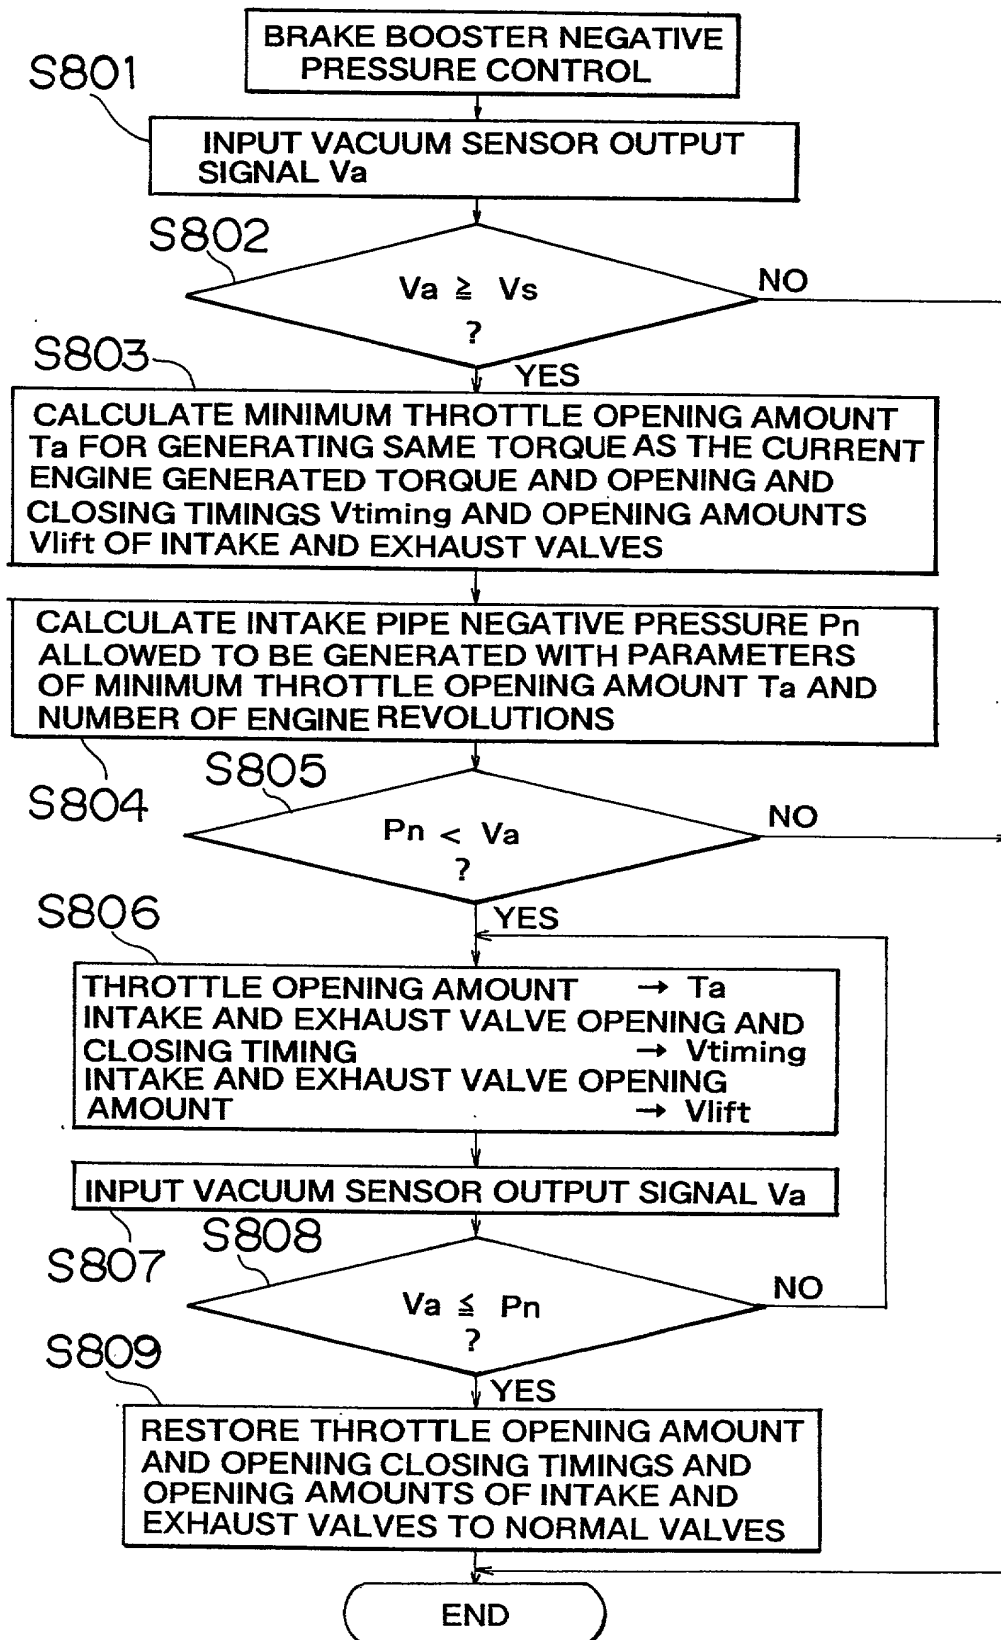 BRAKE BOOSTER NEGATIVE
PRESSURE CONTROL
S801
INPUT VACUUM SENSOR OUTPUT
SIGNAL Va
S802
Va ≧ Vs
?
NO
YES
S803
CALCULATE MINIMUM THROTTLE OPENING AMOUNT
Ta FOR GENERATING SAME TORQUE AS THE CURRENT
ENGINE GENERATED TORQUE AND OPENING AND
CLOSING TIMINGS Vtiming AND OPENING AMOUNTS
Vlift OF INTAKE AND EXHAUST VALVES
CALCULATE INTAKE PIPE NEGATIVE PRESSURE Pn
ALLOWED TO BE GENERATED WITH PARAMETERS
OF MINIMUM THROTTLE OPENING AMOUNT Ta AND
NUMBER OF ENGINE REVOLUTIONS
S804
S805
Pn < Va
?
NO
YES
S806
THROTTLE OPENING AMOUNT → Ta
INTAKE AND EXHAUST VALVE OPENING AND
CLOSING TIMING → Vtiming
INTAKE AND EXHAUST VALVE OPENING
AMOUNT → Vlift
INPUT VACUUM SENSOR OUTPUT SIGNAL Va
S807
S808
Va ≦ Pn
?
NO
YES
S809
RESTORE THROTTLE OPENING AMOUNT
AND OPENING CLOSING TIMINGS AND
OPENING AMOUNTS OF INTAKE AND
EXHAUST VALVES TO NORMAL VALVES
END